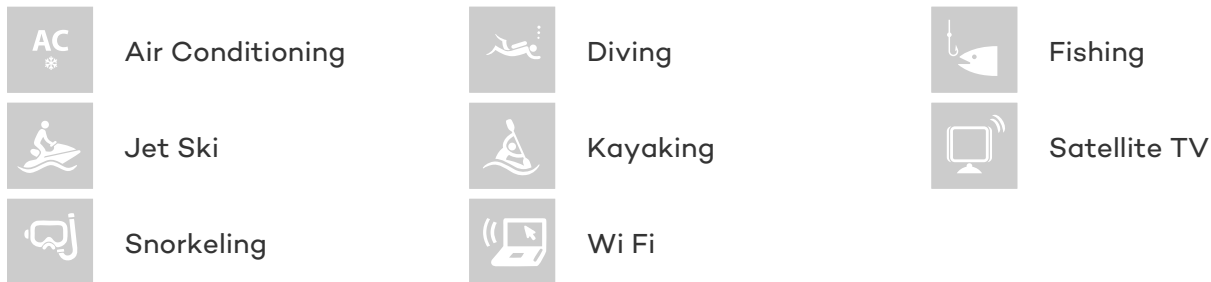 AC
Air Conditioning
Diving
Fishing
Jet Ski
Kayaking
Satellite TV
Snorkeling
Wi Fi